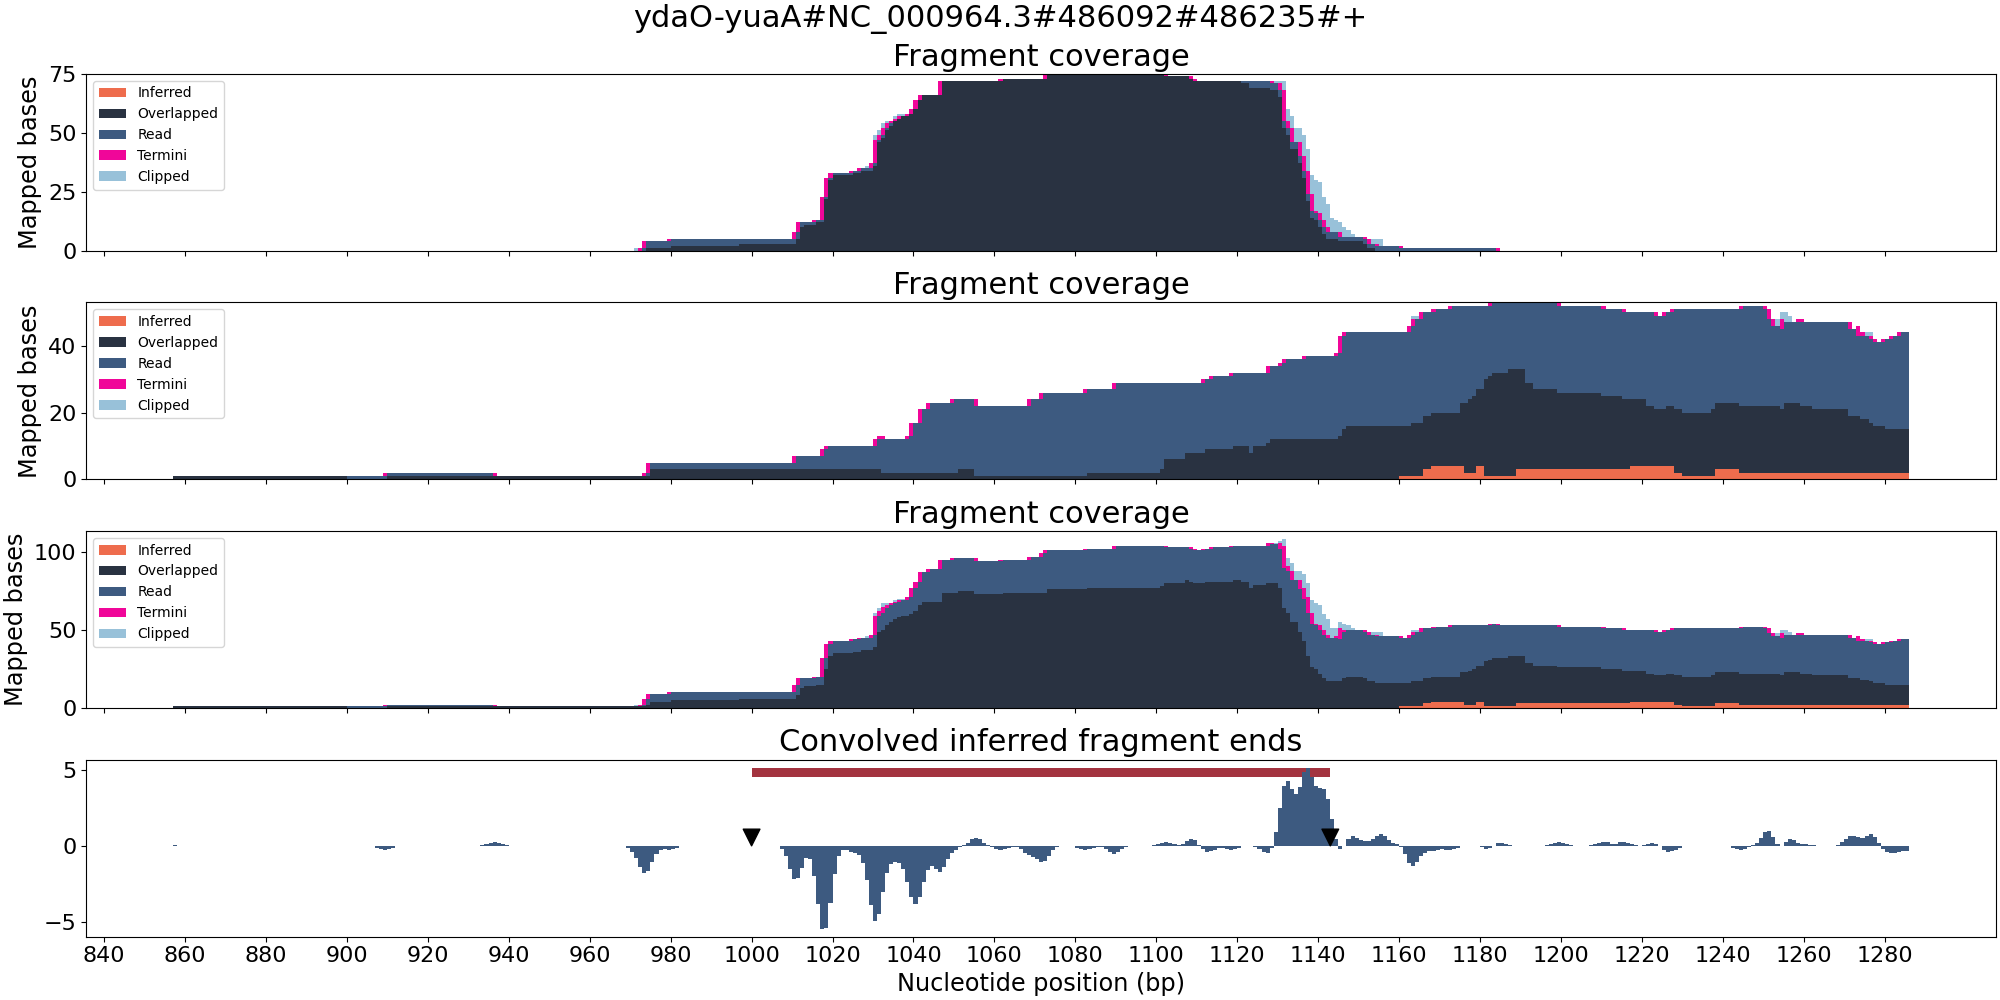 ydaO-yuaA#NC_000964.3#486092#486235#+
Fragment coverage
Mapped bases
75
50
25
0
Inferred
Overlapped
Read
Termini
Clipped
Fragment coverage
Mapped bases
40
20
0
Inferred
Overlapped
Read
Termini
Clipped
Fragment coverage
Mapped bases
100
50
0
Inferred
Overlapped
Read
Termini
Clipped
Convolved inferred fragment ends
5
0
−5
840 860 880 900 920 940 960 980 1000 1020 1040 1060 1080 1100 1120 1140 1160 1180 1200 1220 1240 1260 1280
Nucleotide position (bp)